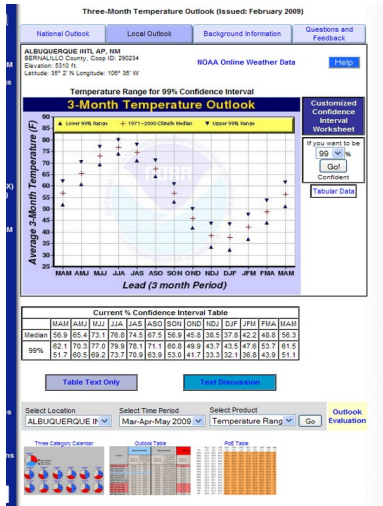 Three-Month Temperature Outlook (Issued: February 2009)
National Outlook
Local Outlook
Background Information
Questions and
Feedback
ALBUQUERQUE INTL AP, NM
BERNALILLO County, Coop ID: 290234
Elevation: 5310 ft.
Latitude: 35° 2' N Longitude: 106° 36' W
NOAA Online Weather Data
Help
Temperature Range for 99% Confidence Interval
3-Month Temperature Outlook
Lower 99% Range
1971-2000 Climate Median
Upper 99% Range
Average 3-Month Temperature (F)
90
85
80
75
70
65
60
55
50
45
40
35
30
25
MAM AMJ MJJ JJA JAS ASO SON OND NDJ DJF JFM FMA MAM
Lead (3 month Period)
Customized
Confidence
Interval
Worksheet
If you want to be
99 %
Go!
Confident
Tabular Data
Current % Confidence Interval Table
MAM AMJ MJJ JJA JAS ASO SON OND NDJ DJF JFM FMA MAM
Median 56.9 65.4 73.1 76.8 74.5 67.5 56.9 45.8 38.5 37.8 42.2 48.8 56.3
99% 62.1 70.3 77.0 79.9 78.1 71.1 60.8 49.9 43.7 43.5 47.6 53.7 61.5
51.7 60.5 69.2 73.7 70.9 63.9 53.0 41.7 33.3 32.1 36.8 43.9 51.1
Table Text Only
Text Discussion
Select Location
ALBUQUERQUE IN
Select Time Period
Mar-Apr-May 2009
Select Product
Temperature Rang
Go
Outlook
Evaluation
Three Category Calendar
Outlook Table
PoE Table